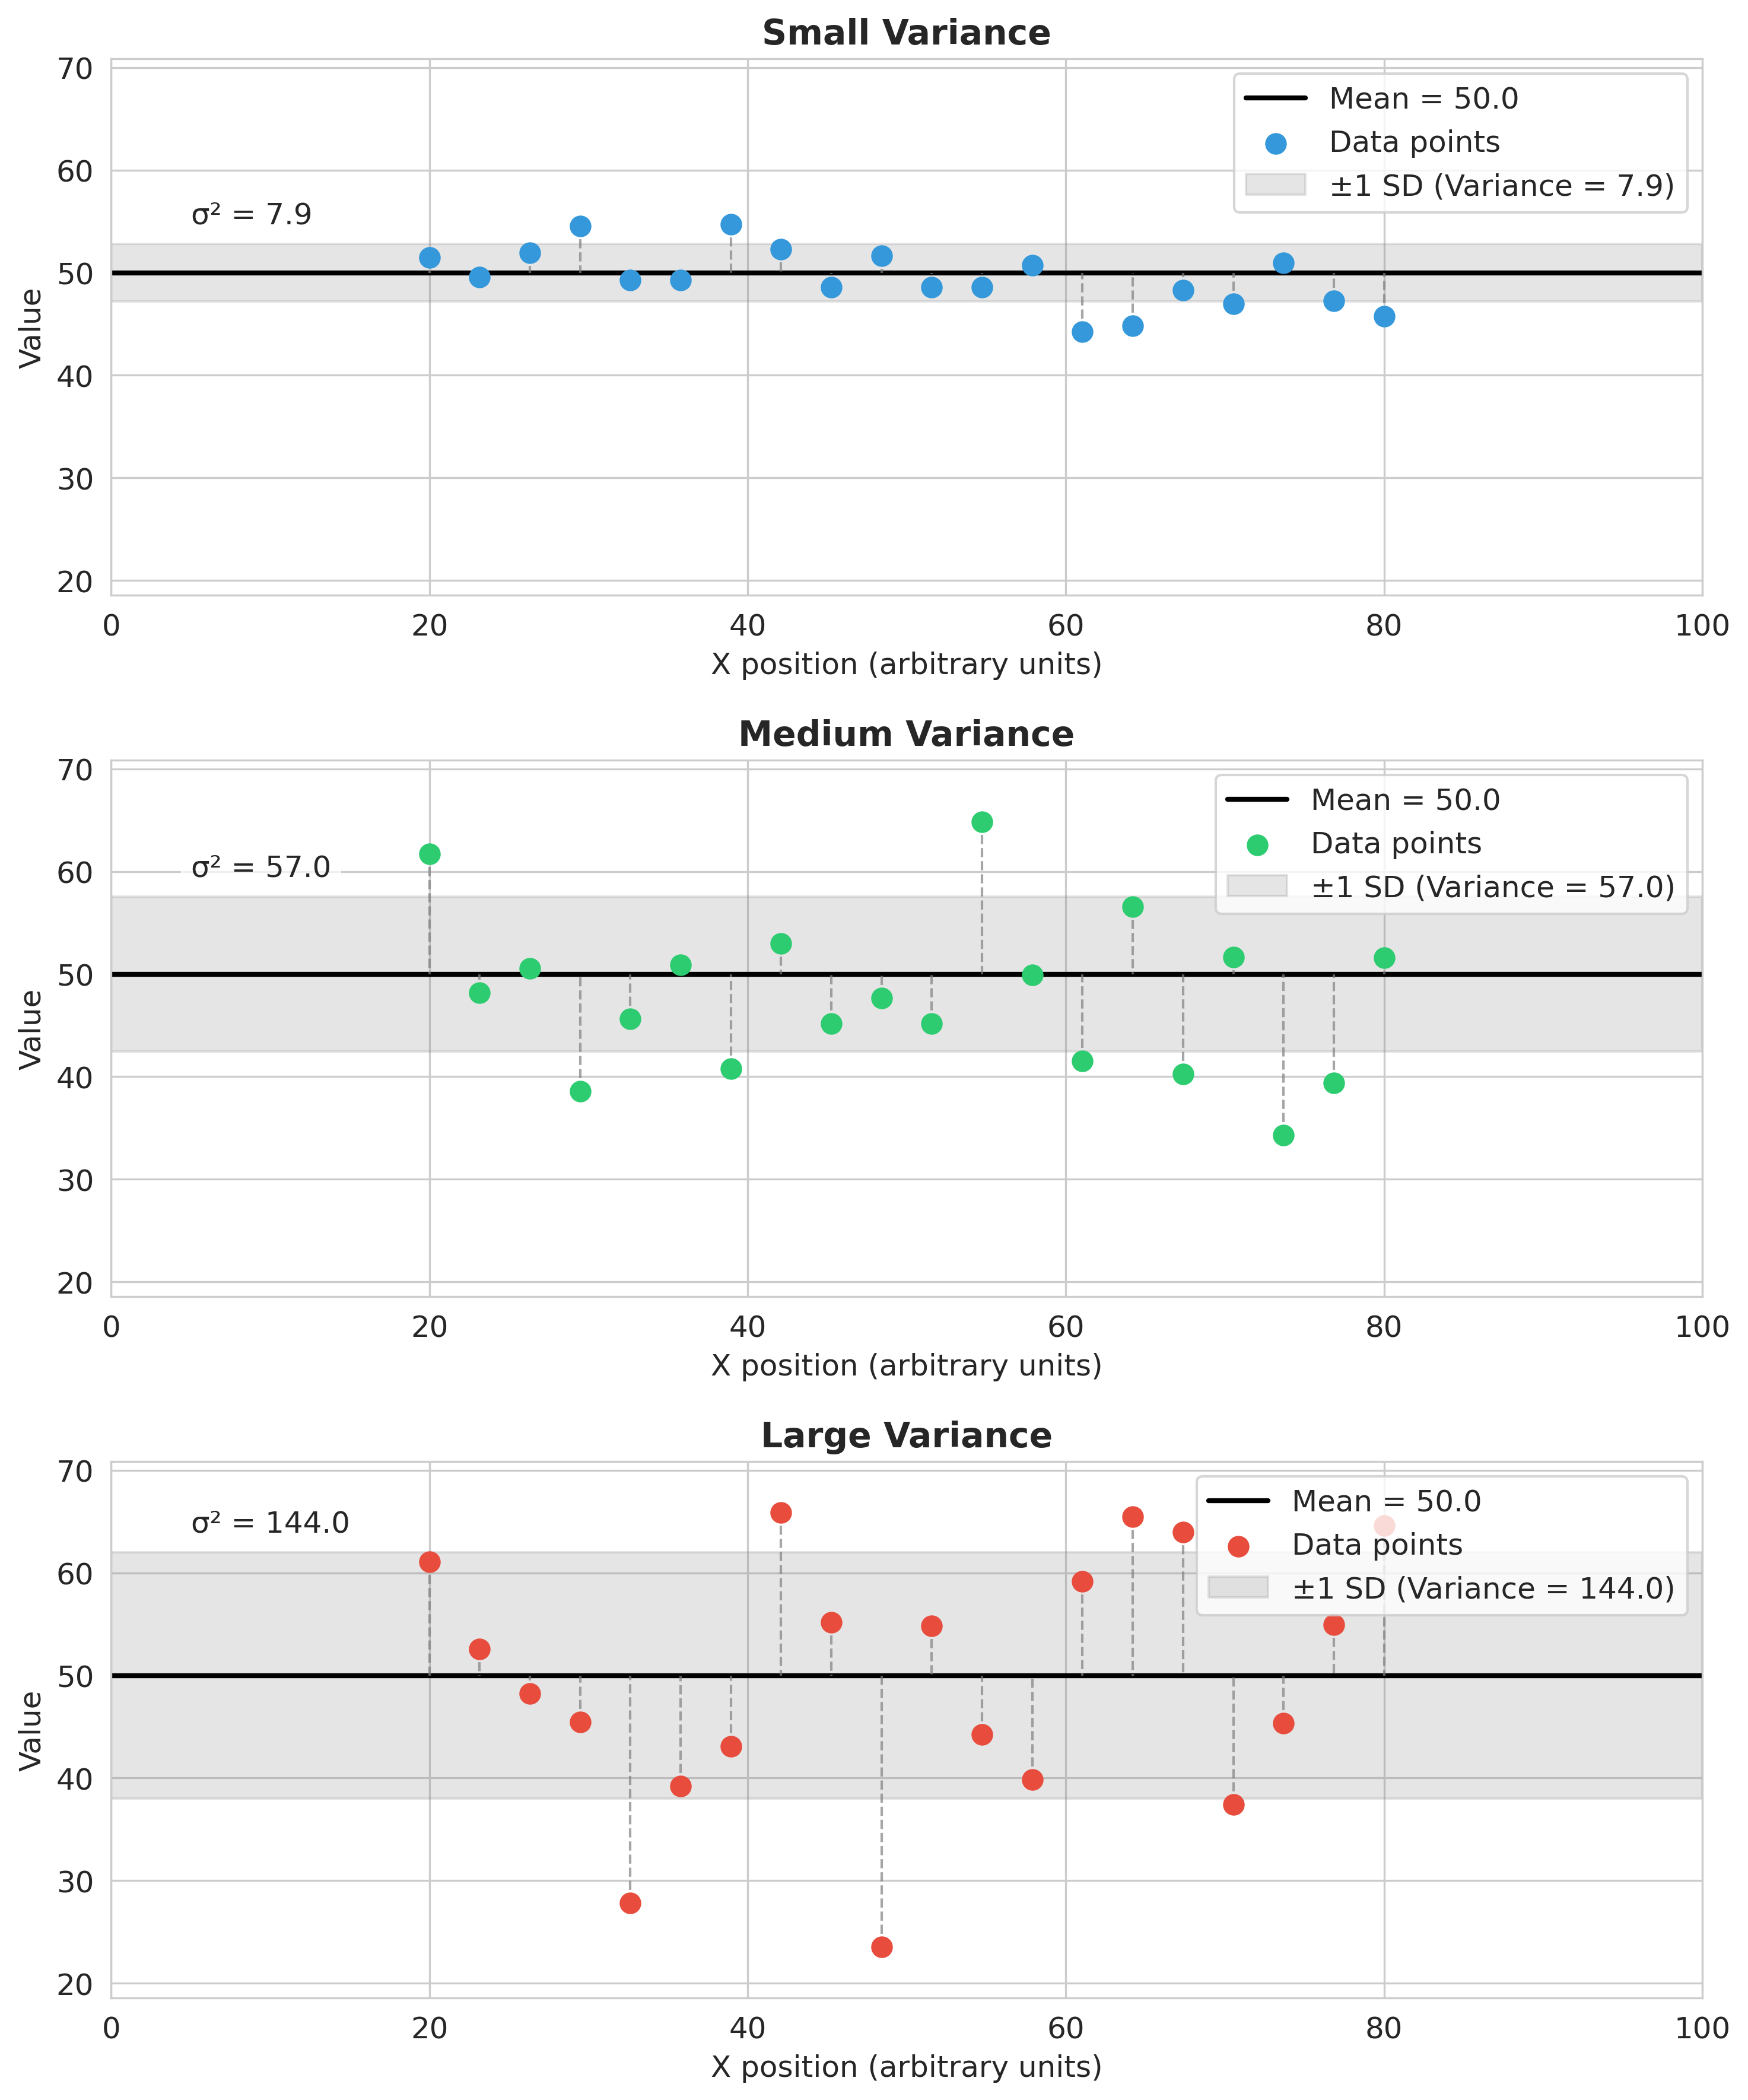 Small Variance
70
60
50
40
30
20
Value
σ² = 7.9
Mean = 50.0
Data points
±1 SD (Variance = 7.9)
0 20 40 60 80 100
X position (arbitrary units)
Medium Variance
70
60
50
40
30
20
Value
σ² = 57.0
Mean = 50.0
Data points
±1 SD (Variance = 57.0)
0 20 40 60 80 100
X position (arbitrary units)
Large Variance
70
60
50
40
30
20
Value
σ² = 144.0
Mean = 50.0
Data points
±1 SD (Variance = 144.0)
0 20 40 60 80 100
X position (arbitrary units)